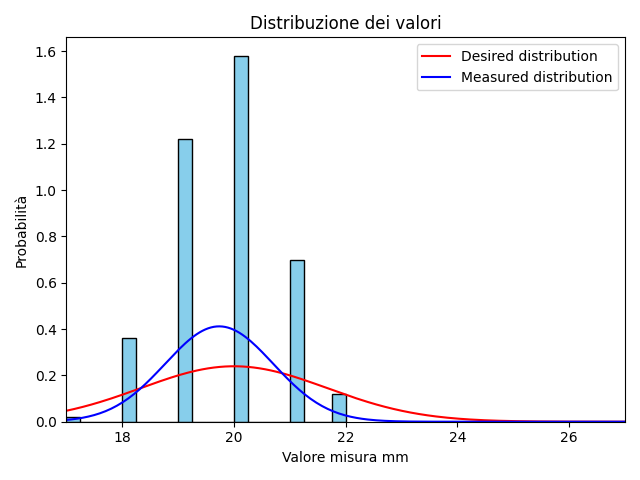 Distribuzione dei valori
Desired distribution
Measured distribution
Probabilità
1.6
1.4
1.2
1.0
0.8
0.6
0.4
0.2
0.0
18
20
22
24
26
Valore misura mm